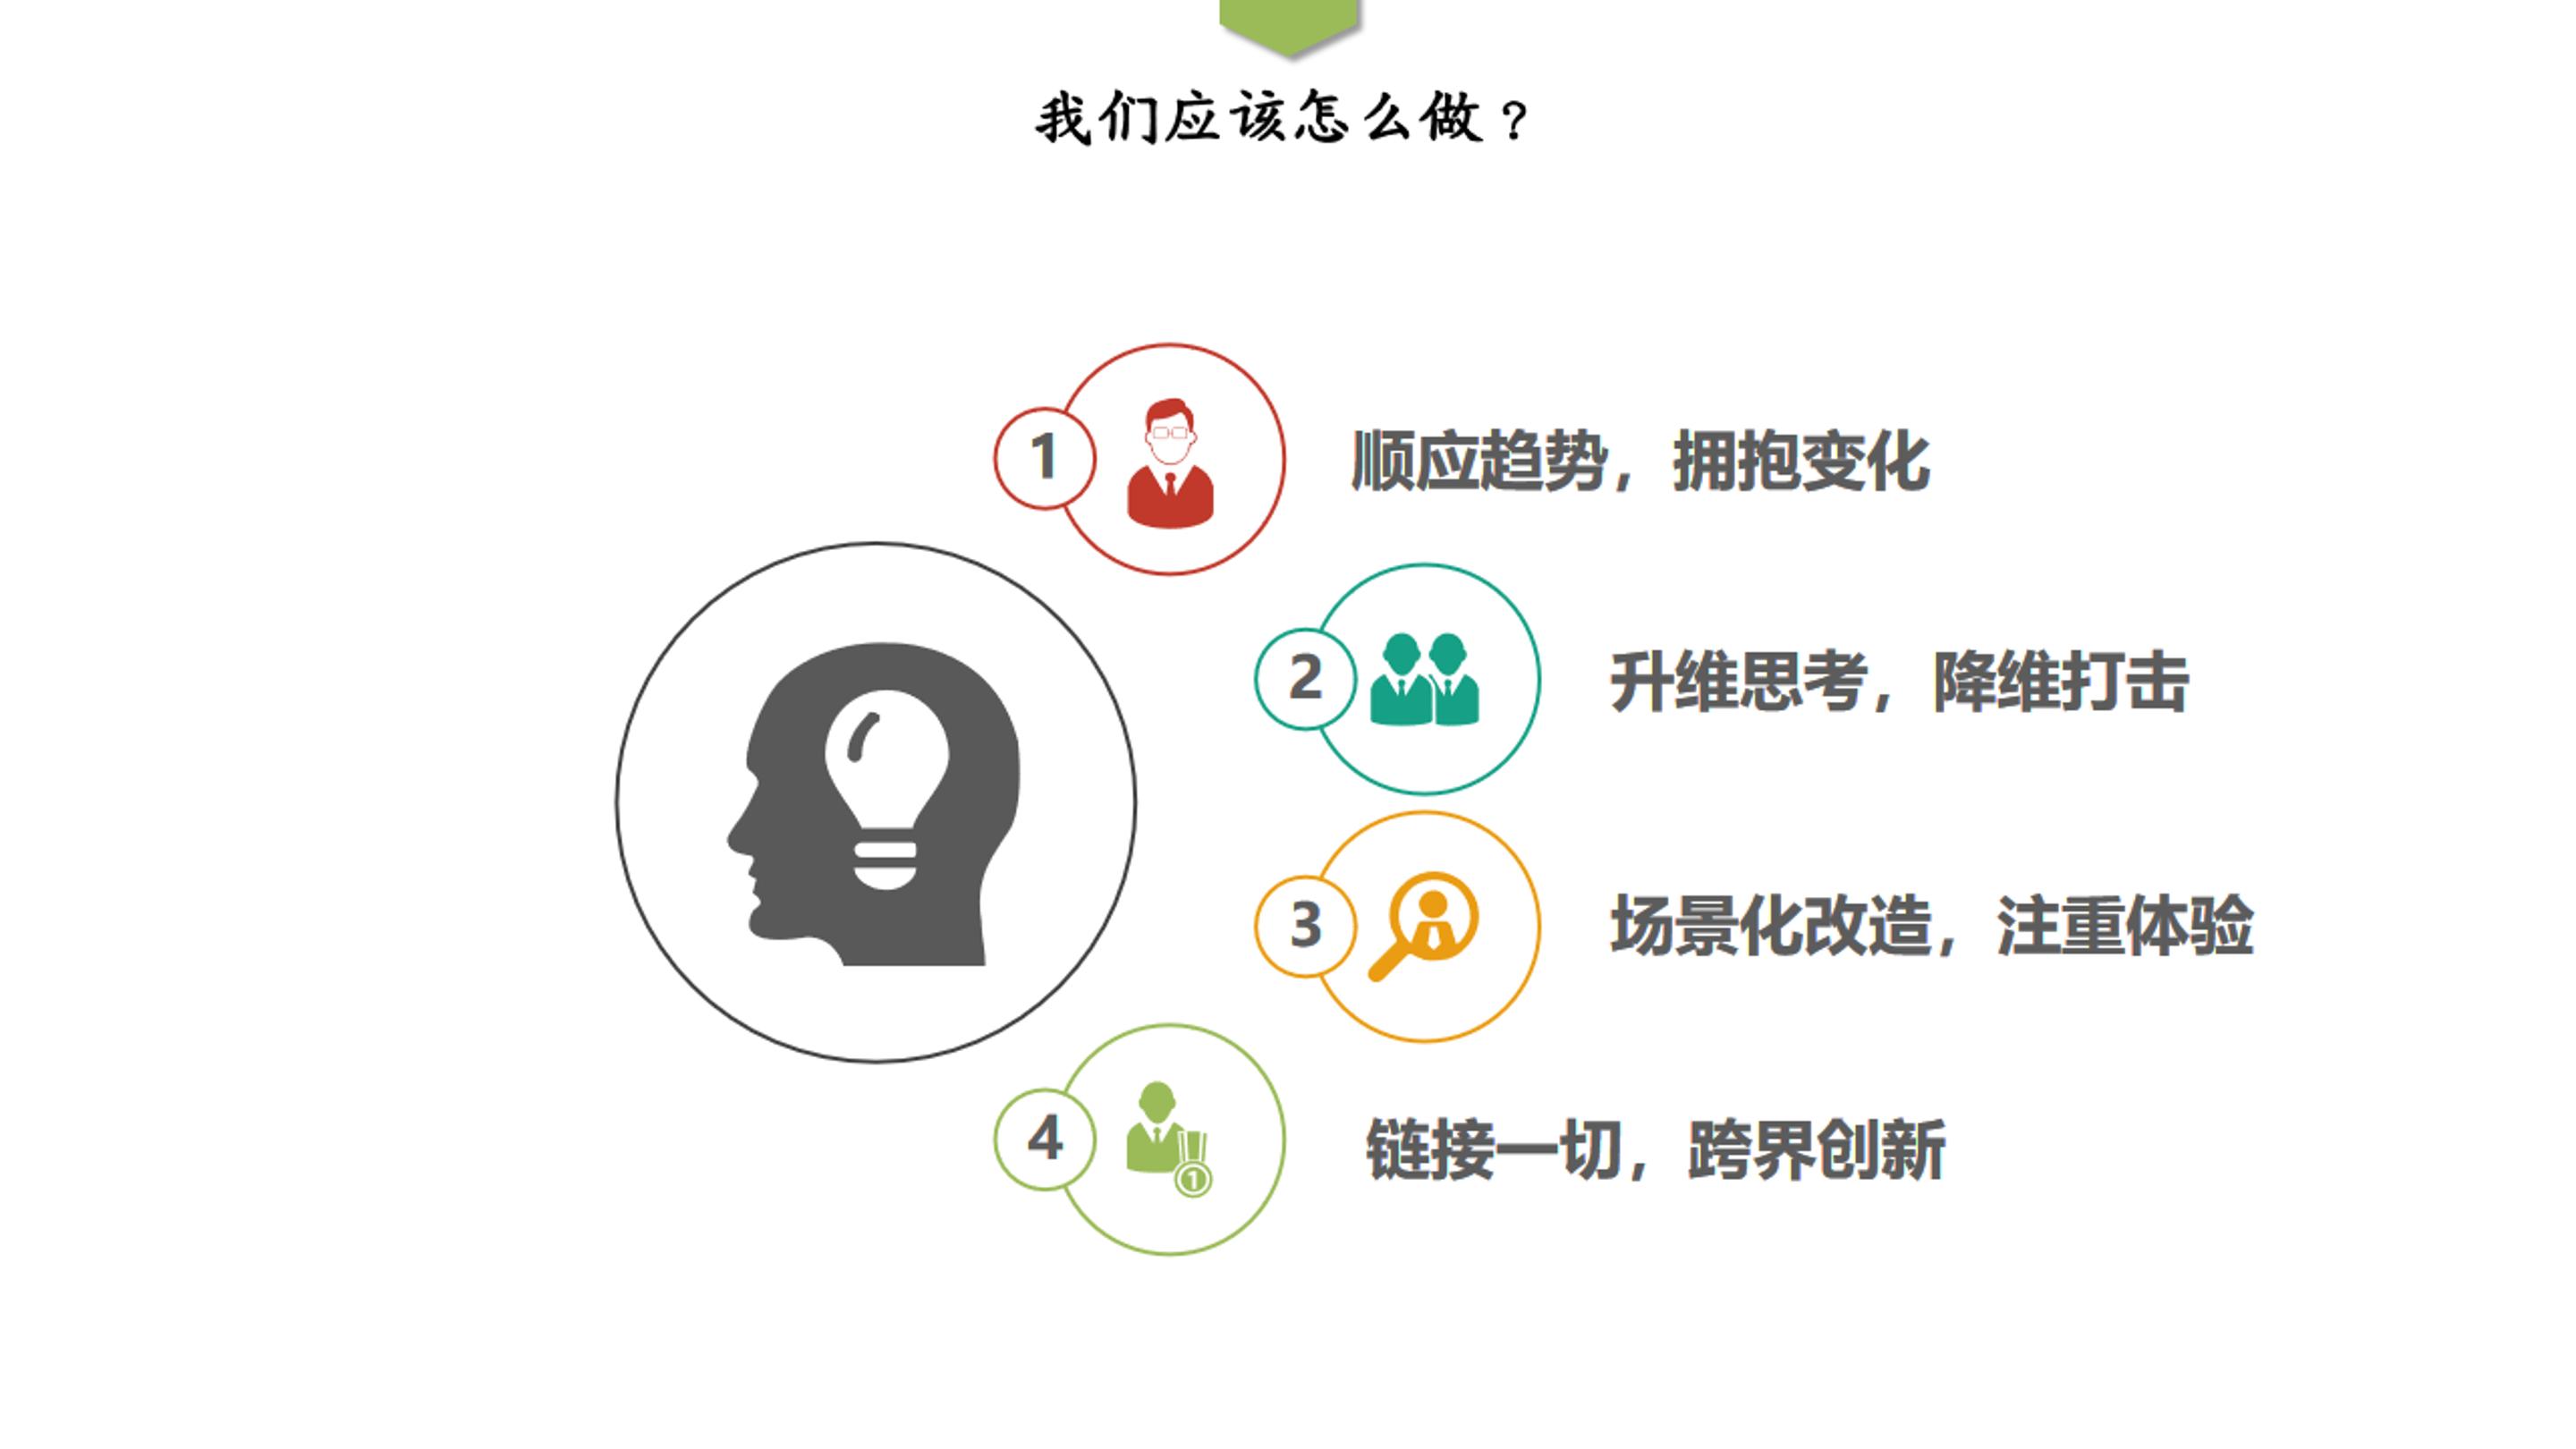 我们应该怎么做？
1 顺应趋势，拥抱变化
2 升维思考，降维打击
3 场景化改造，注重体验
4 链接一切，跨界创新
1